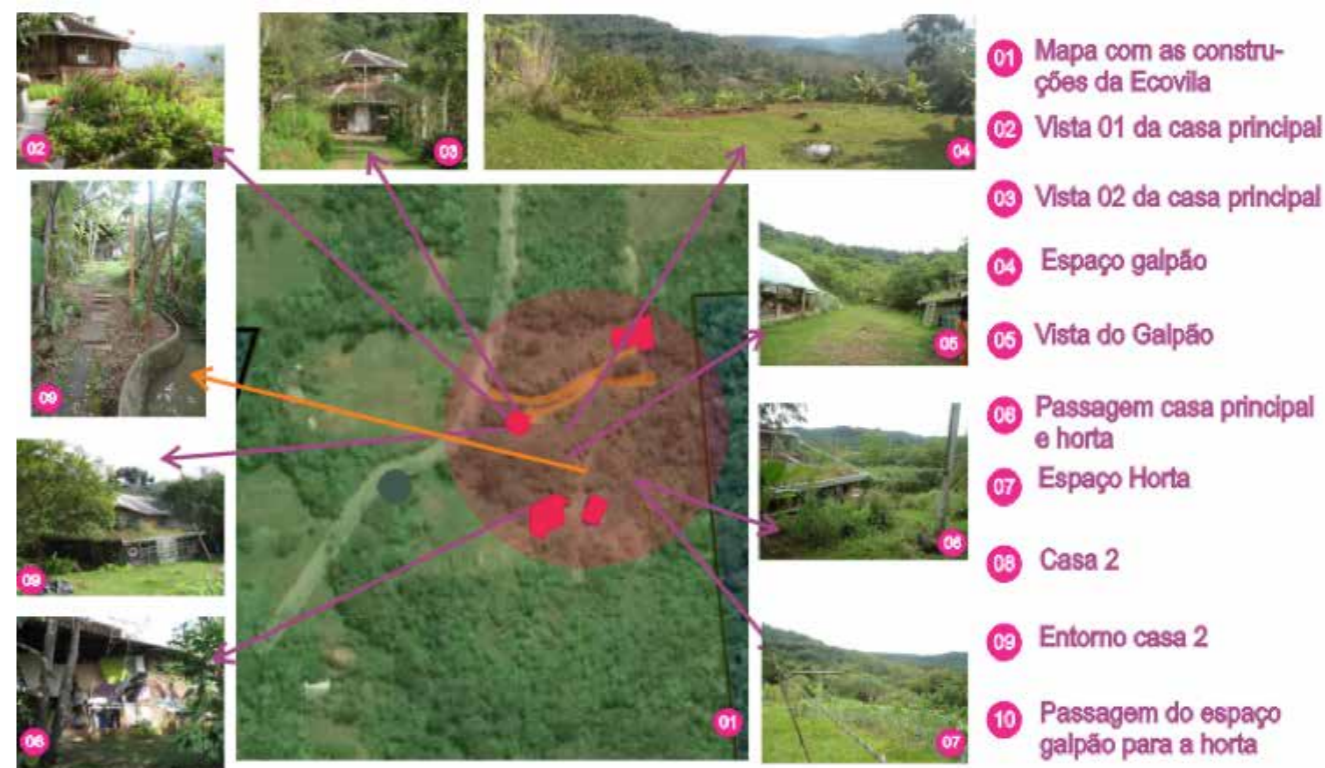 02
03
04
09
05
09
06
06
01
07
01 Mapa com as constru-
ções da Ecovila
02 Vista 01 da casa principal
03 Vista 02 da casa principal
04 Espaço galpão
05 Vista do Galpão
06 Passagem casa principal
e horta
07 Espaço Horta
08 Casa 2
09 Entorno casa 2
10 Passagem do espaço
galpão para a horta